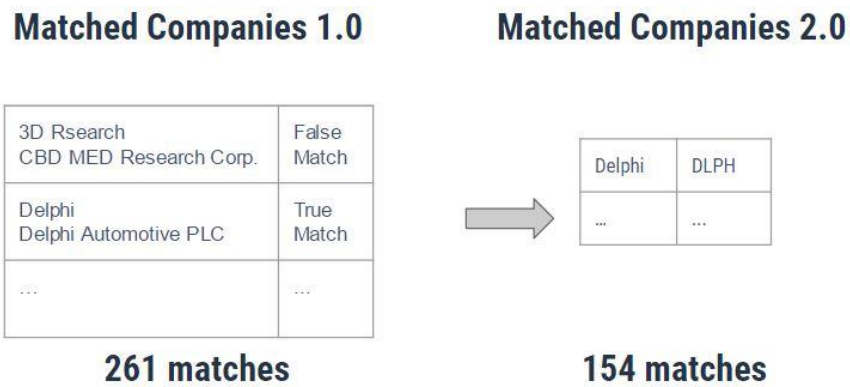 Matched Companies 1.0
Matched Companies 2.0
3D Rsearch
CBD MED Research Corp.
False
Match
Delphi
Delphi Automotive PLC
True
Match
...
...
Delphi
DLPH
...
...
261 matches
154 matches